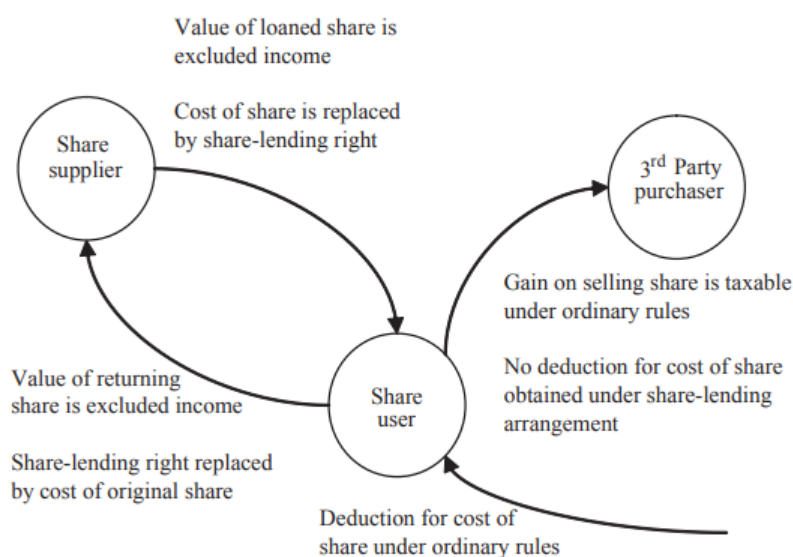 Value of loaned share is
excluded income
Cost of share is replaced
by share-lending right
Share
supplier
3rd Party
purchaser
Gain on selling share is taxable
under ordinary rules
No deduction for cost of share
obtained under share-lending
arrangement
Value of returning
share is excluded income
Share
user
Share-lending right replaced
by cost of original share
Deduction for cost of
share under ordinary rules